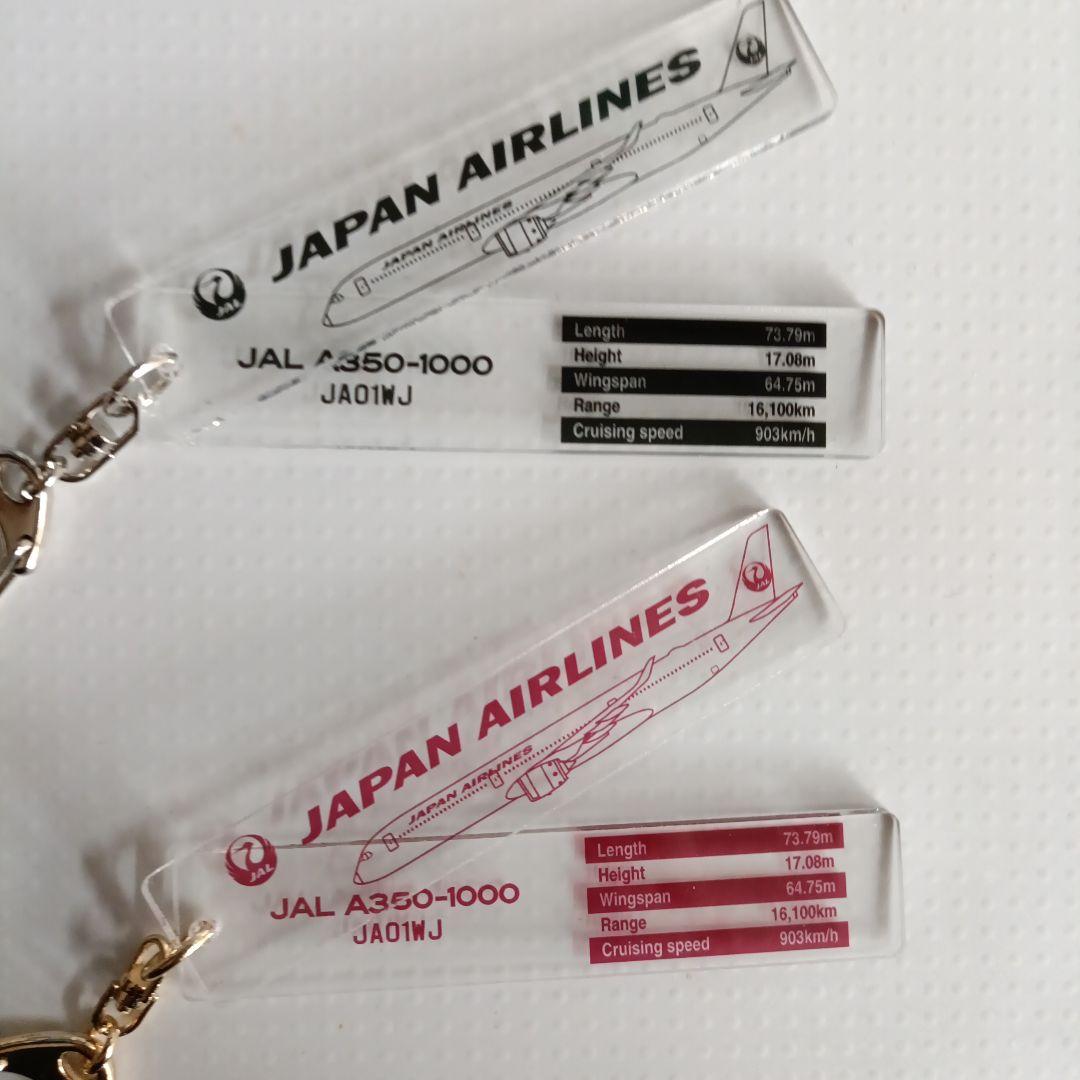 JAPAN AIRLINES
JAL
JAPAN AIRLINES
JAL A350-1000
JA01WJ
Length 73.79m
Height 17.08m
Wingspan 64.75m
Range 16,100km
Cruising speed 903km/h
JAL
JAPAN AIRLINES
JAL
JAPAN AIRLINES
JAL A350-1000
JA01WJ
Length 73.79m
Height 17.08m
Wingspan 64.75m
Range 16,100km
Cruising speed 903km/h